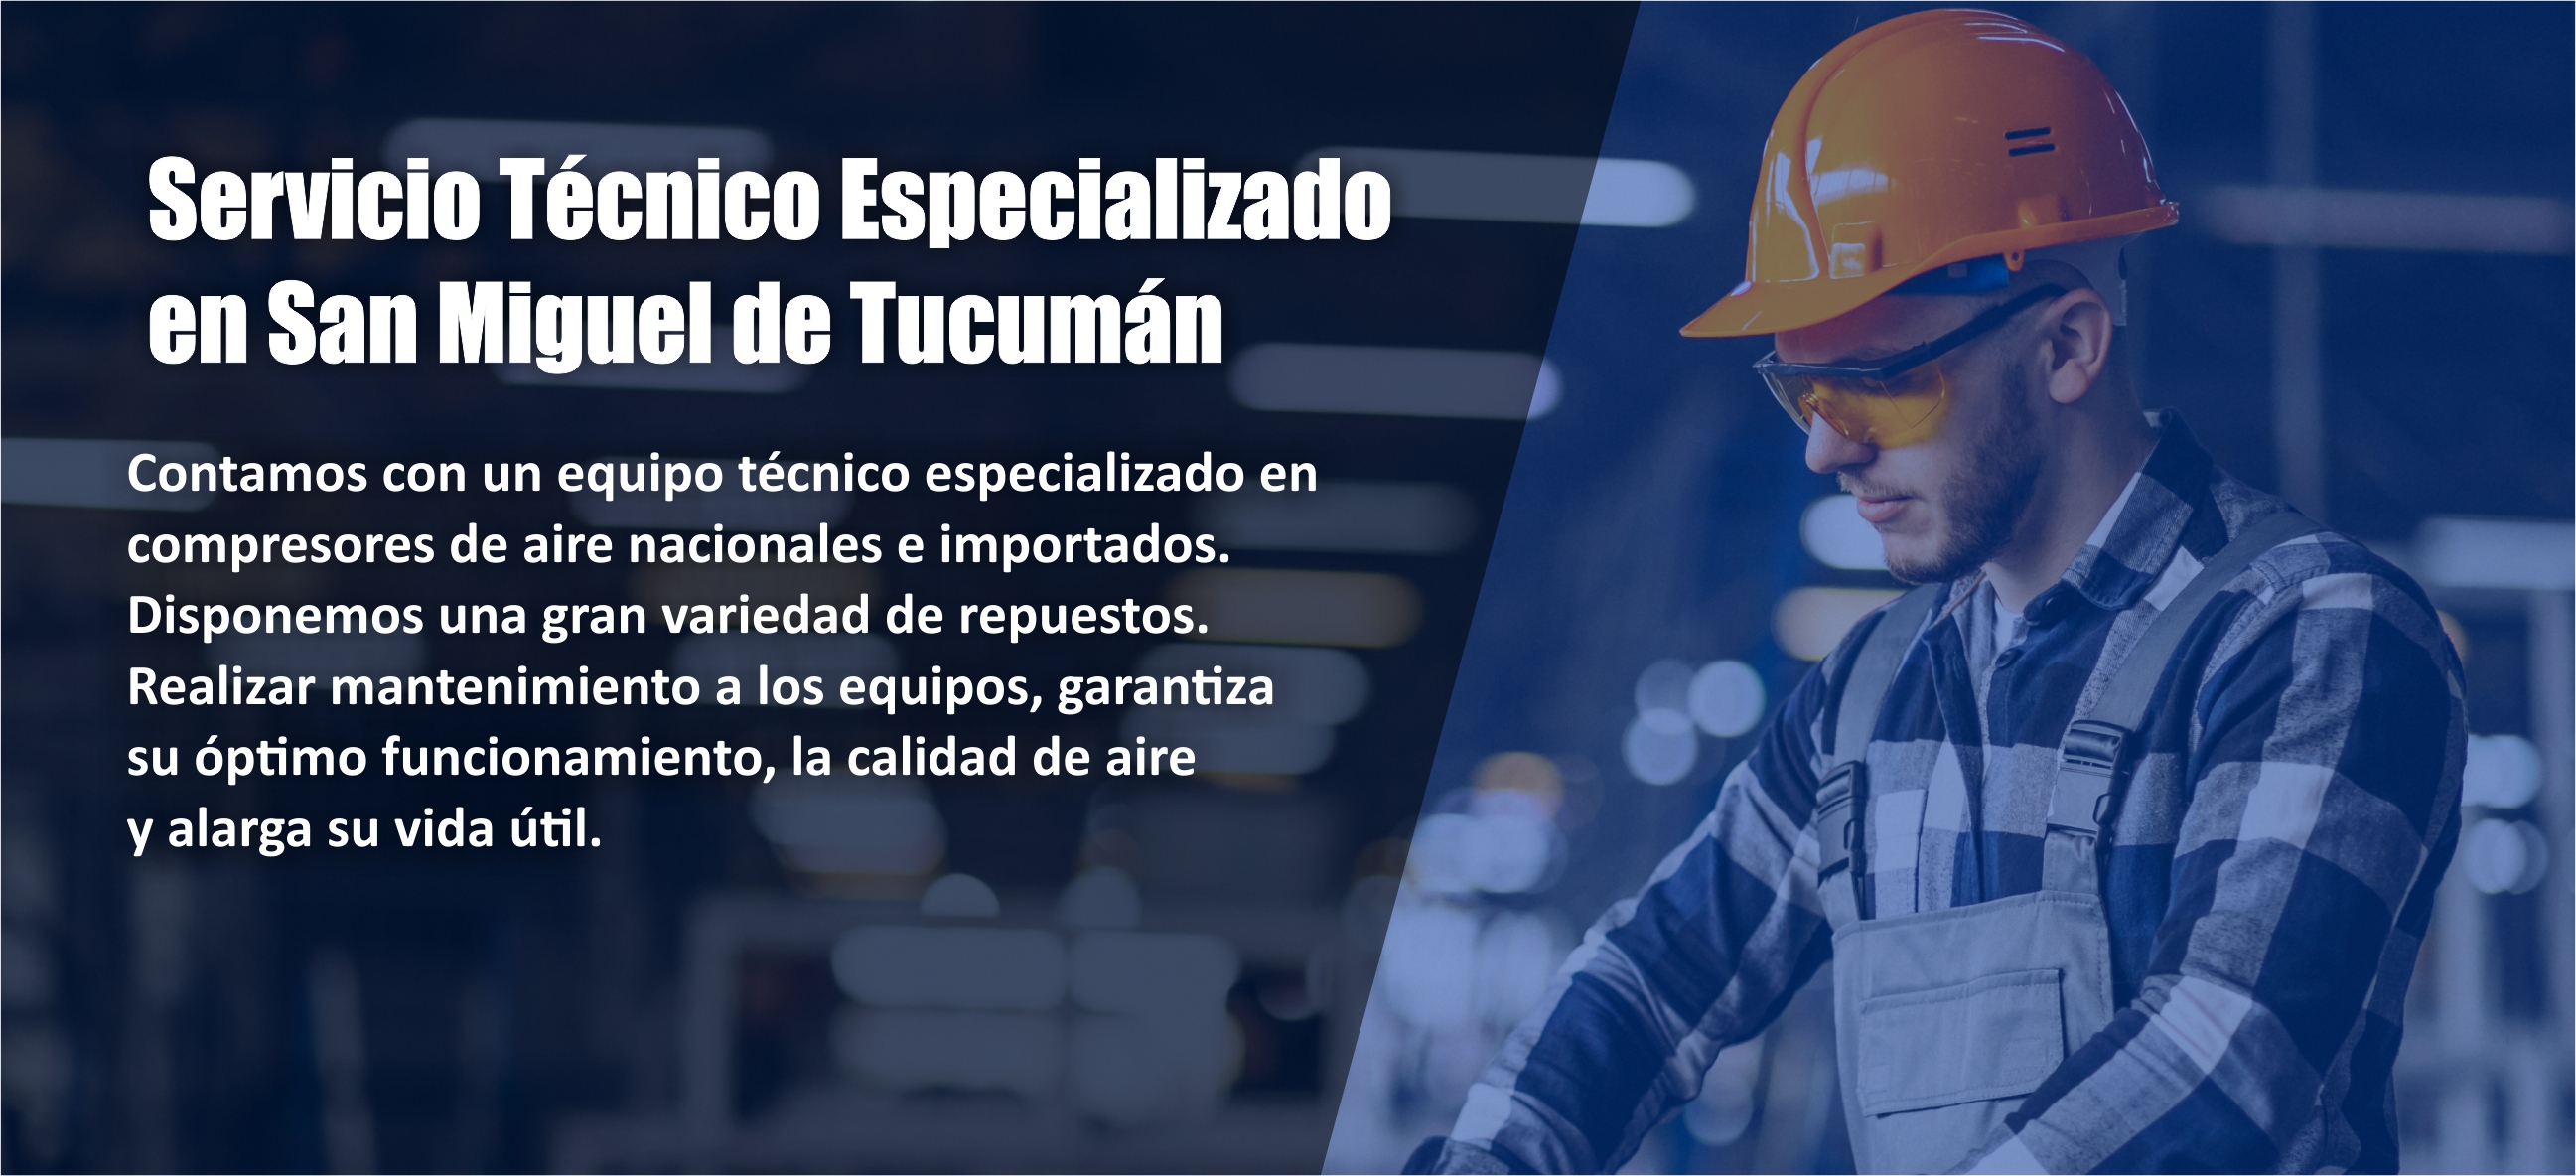 Servicio Técnico Especializado
en San Miguel de Tucumán
Contamos con un equipo técnico especializado en
compresores de aire nacionales e importados.
Disponemos una gran variedad de repuestos.
Realizar mantenimiento a los equipos, garantiza
su óptimo funcionamiento, la calidad de aire
y alarga su vida útil.